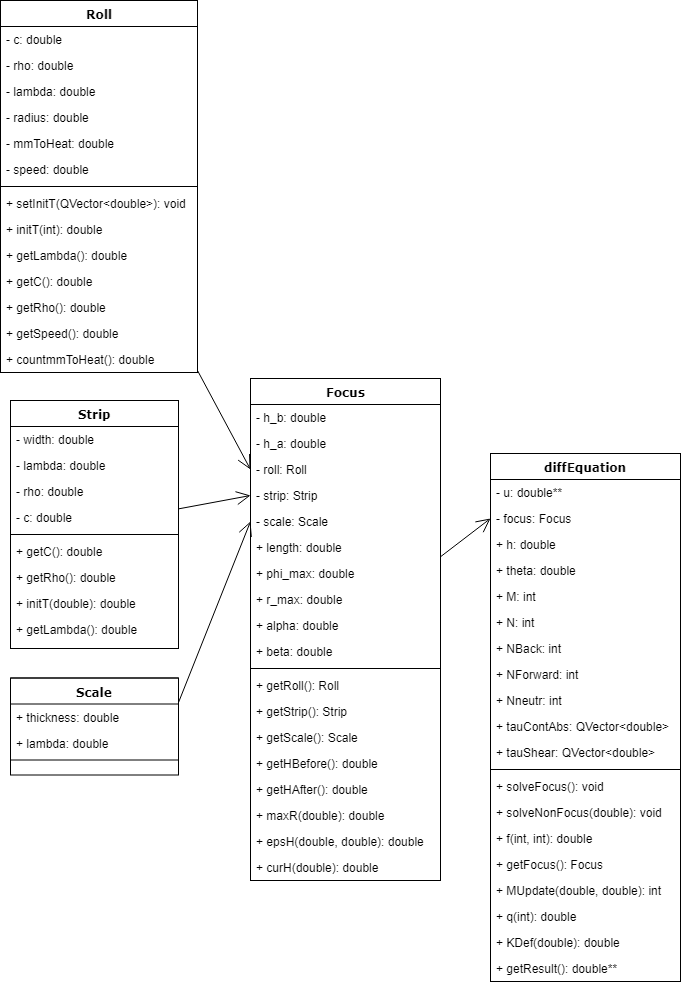 Roll
- c: double
- rho: double
- lambda: double
- radius: double
- mmToHeat: double
- speed: double
+ setInitT(QVector<double>): void
+ initT(int): double
+ getLambda(): double
+ getC(): double
+ getRho(): double
+ getSpeed(): double
+ countmmToHeat(): double
Strip
- width: double
- lambda: double
- rho: double
- c: double
+ getC(): double
+ getRho(): double
+ initT(double): double
+ getLambda(): double
Scale
+ thickness: double
+ lambda: double
Focus
- h_b: double
- h_a: double
- roll: Roll
- strip: Strip
- scale: Scale
+ length: double
+ phi_max: double
+ r_max: double
+ alpha: double
+ beta: double
+ getRoll(): Roll
+ getStrip(): Strip
+ getScale(): Scale
+ getHBefore(): double
+ getHAfter(): double
+ maxR(double): double
+ epsH(double, double): double
+ curH(double): double
diffEquation
- u: double**
- focus: Focus
+ h: double
+ theta: double
+ M: int
+ N: int
+ NBack: int
+ NForward: int
+ Nneutr: int
+ tauContAbs: QVector<double>
+ tauShear: QVector<double>
+ solveFocus(): void
+ solveNonFocus(double): void
+ f(int, int): double
+ getFocus(): Focus
+ MUpdate(double, double): int
+ q(int): double
+ KDef(double): double
+ getResult(): double**